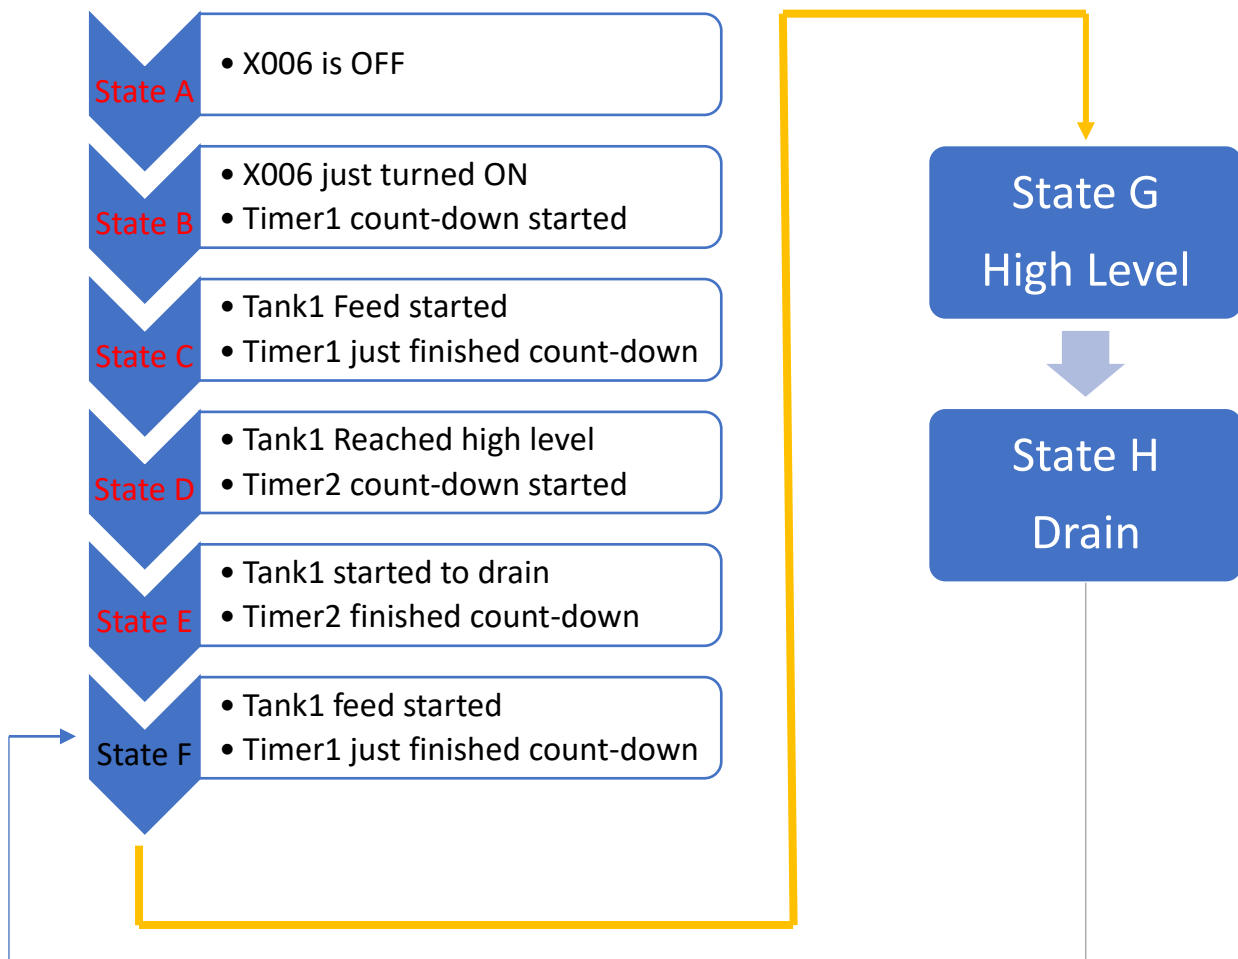 State A
• X006 is OFF
State B
• X006 just turned ON
• Timer1 count-down started
State C
• Tank1 Feed started
• Timer1 just finished count-down
State D
• Tank1 Reached high level
• Timer2 count-down started
State E
• Tank1 started to drain
• Timer2 finished count-down
State F
• Tank1 feed started
• Timer1 just finished count-down
State G
High Level
State H
Drain